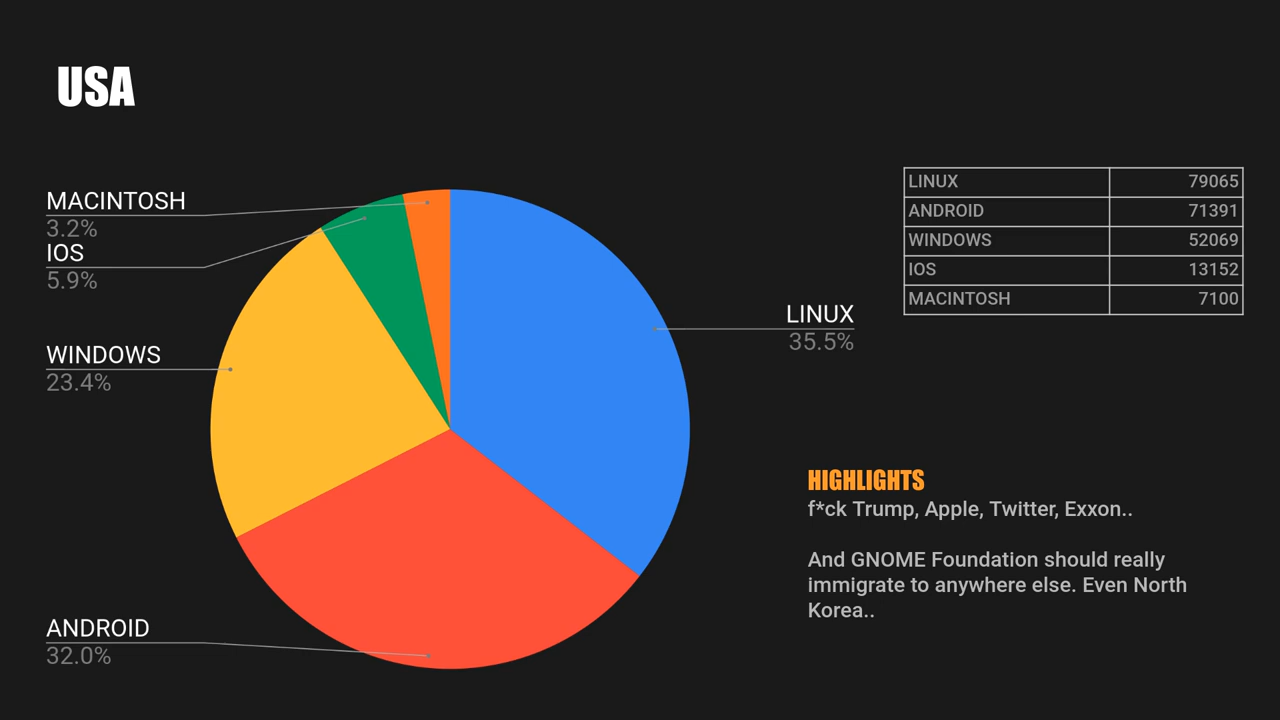 USA
MACINTOSH
3.2%
IOS
5.9%
WINDOWS
23.4%
ANDROID
32.0%
LINUX
35.5%
LINUX 79065
ANDROID 71391
WINDOWS 52069
IOS 13152
MACINTOSH 7100
HIGHLIGHTS
f*ck Trump, Apple, Twitter, Exxon..
And GNOME Foundation should really
immigrate to anywhere else. Even North
Korea..